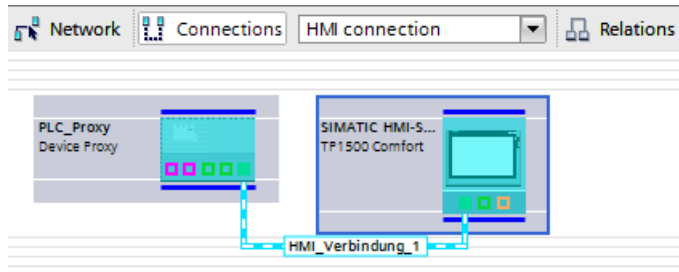 Network Connections HMI connection Relations
PLC_Proxy
Device Proxy
SIMATIC HMI-S...
TP1500 Comfort
HMI_Verbindung_1